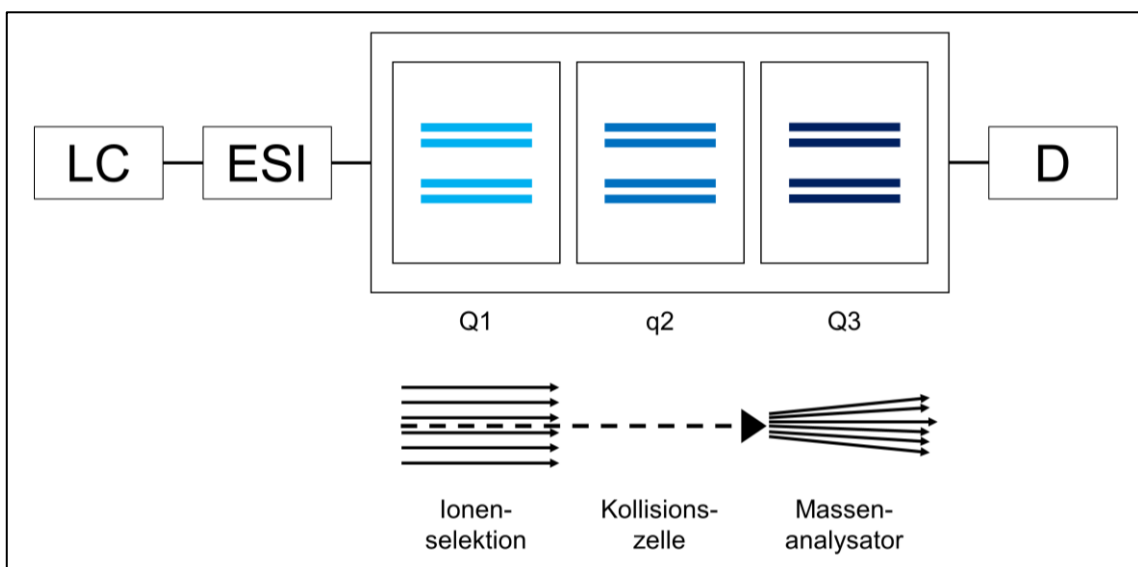 LC
ESI
D
Q1
q2
Q3
Ionen-
selektion
Kollisions-
zelle
Massen-
analysator